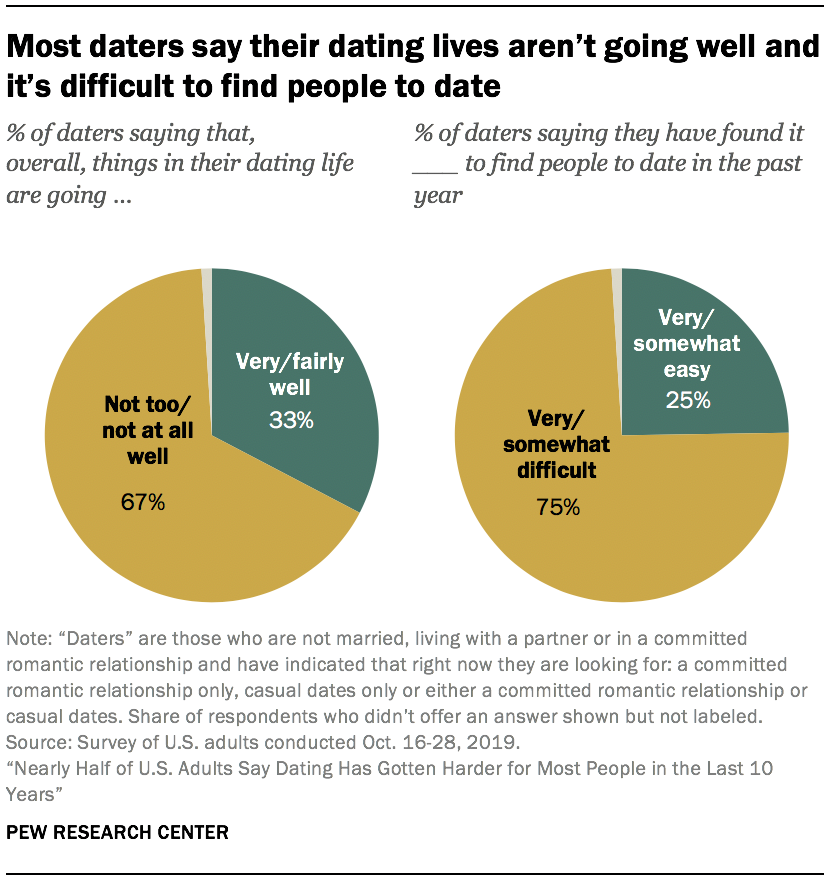 Most daters say their dating lives aren’t going well and
it’s difficult to find people to date
% of daters saying that,
overall, things in their dating life
are going ...
% of daters saying they have found it
____ to find people to date in the past
year
Not too/
not at all
well
67%
Very/fairly
well
33%
Very/
somewhat
difficult
75%
Very/
somewhat
easy
25%
Note: “Daters” are those who are not married, living with a partner or in a committed
romantic relationship and have indicated that right now they are looking for: a committed
romantic relationship only, casual dates only or either a committed romantic relationship or
casual dates. Share of respondents who didn’t offer an answer shown but not labeled.
Source: Survey of U.S. adults conducted Oct. 16-28, 2019.
“Nearly Half of U.S. Adults Say Dating Has Gotten Harder for Most People in the Last 10
Years”
PEW RESEARCH CENTER